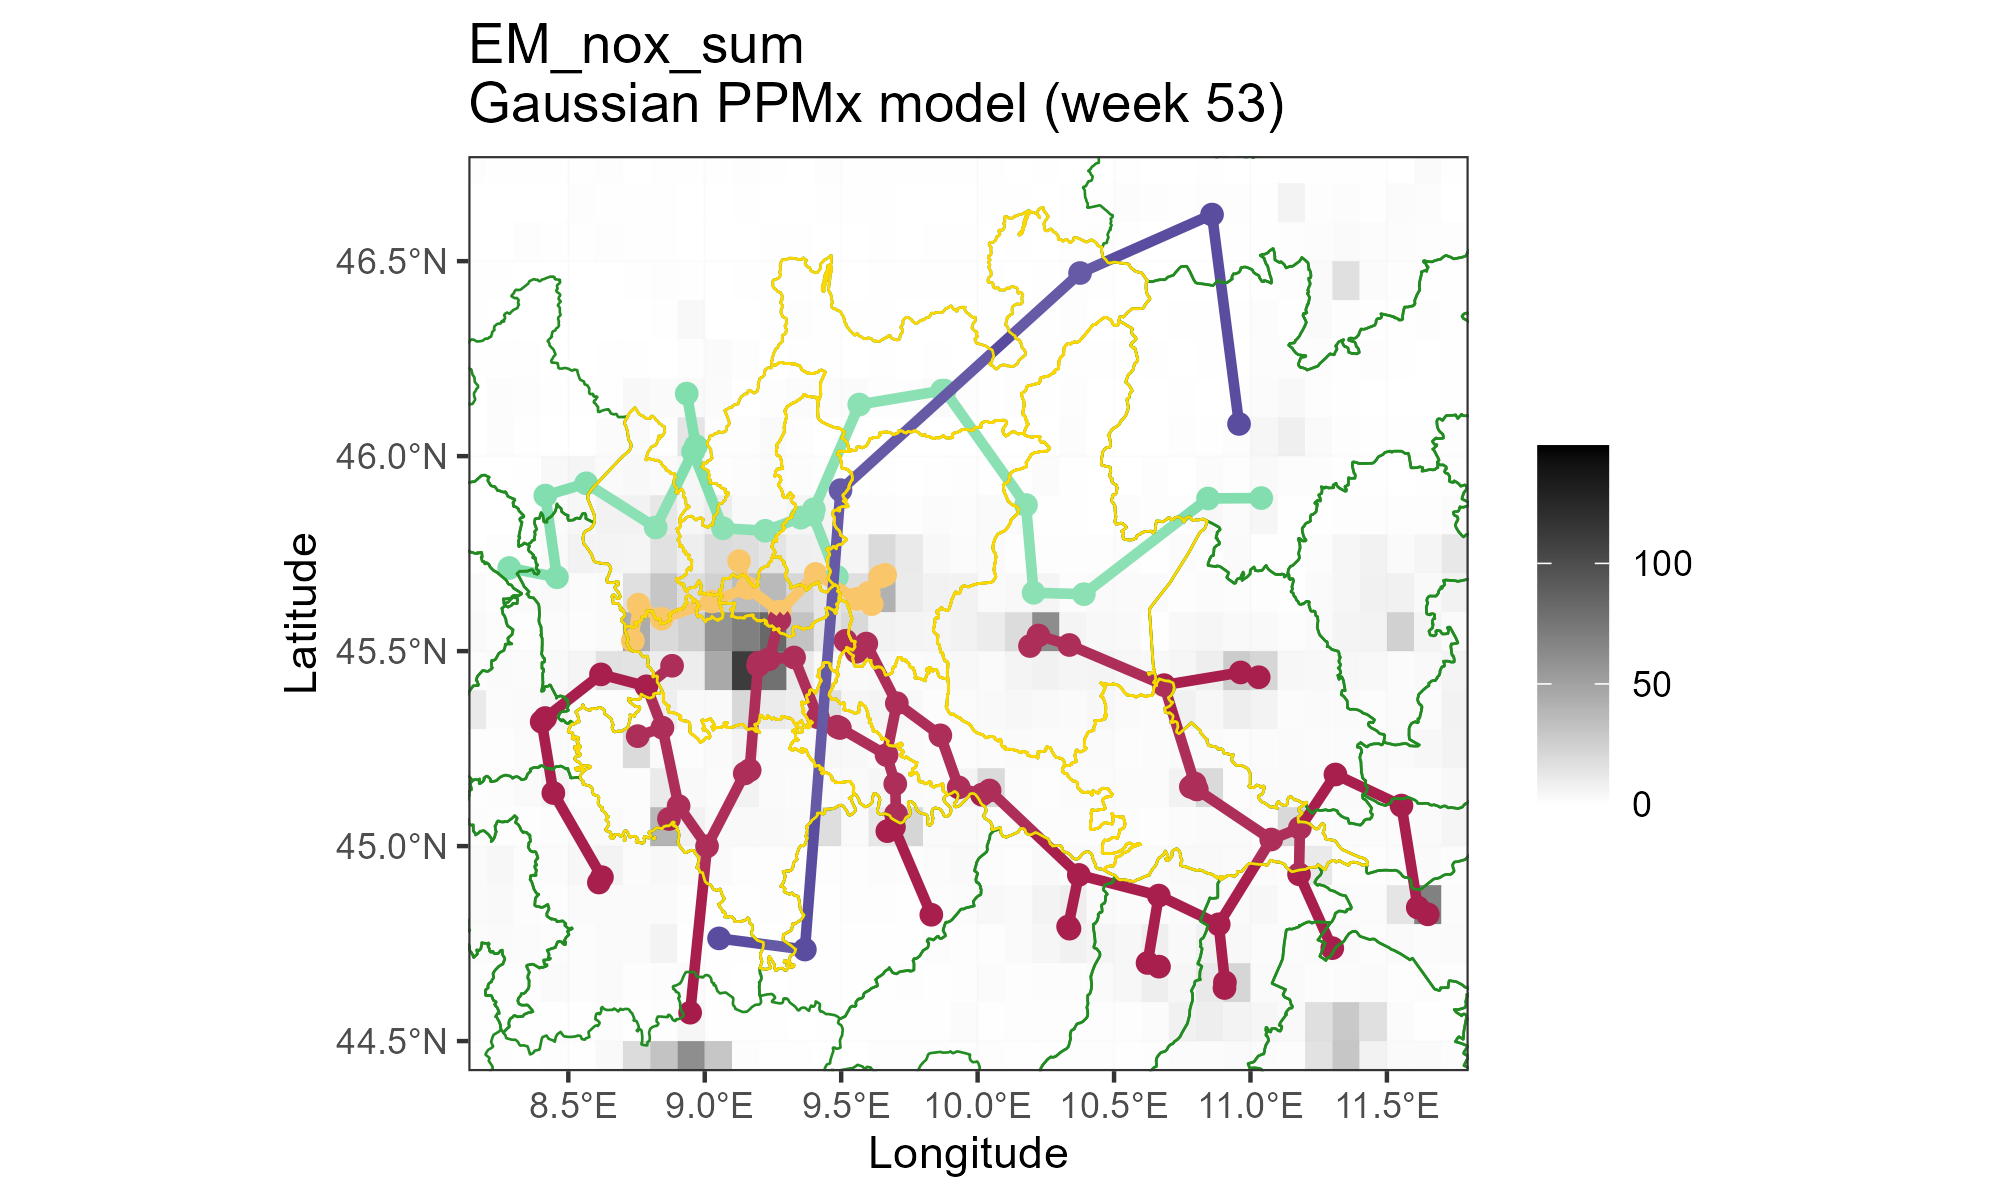 EM_nox_sum
Gaussian PPMx model (week 53)
46.5°N
46.0°N
45.5°N
45.0°N
44.5°N
Latitude
8.5°E 9.0°E 9.5°E 10.0°E 10.5°E 11.0°E 11.5°E
Longitude
100
50
0